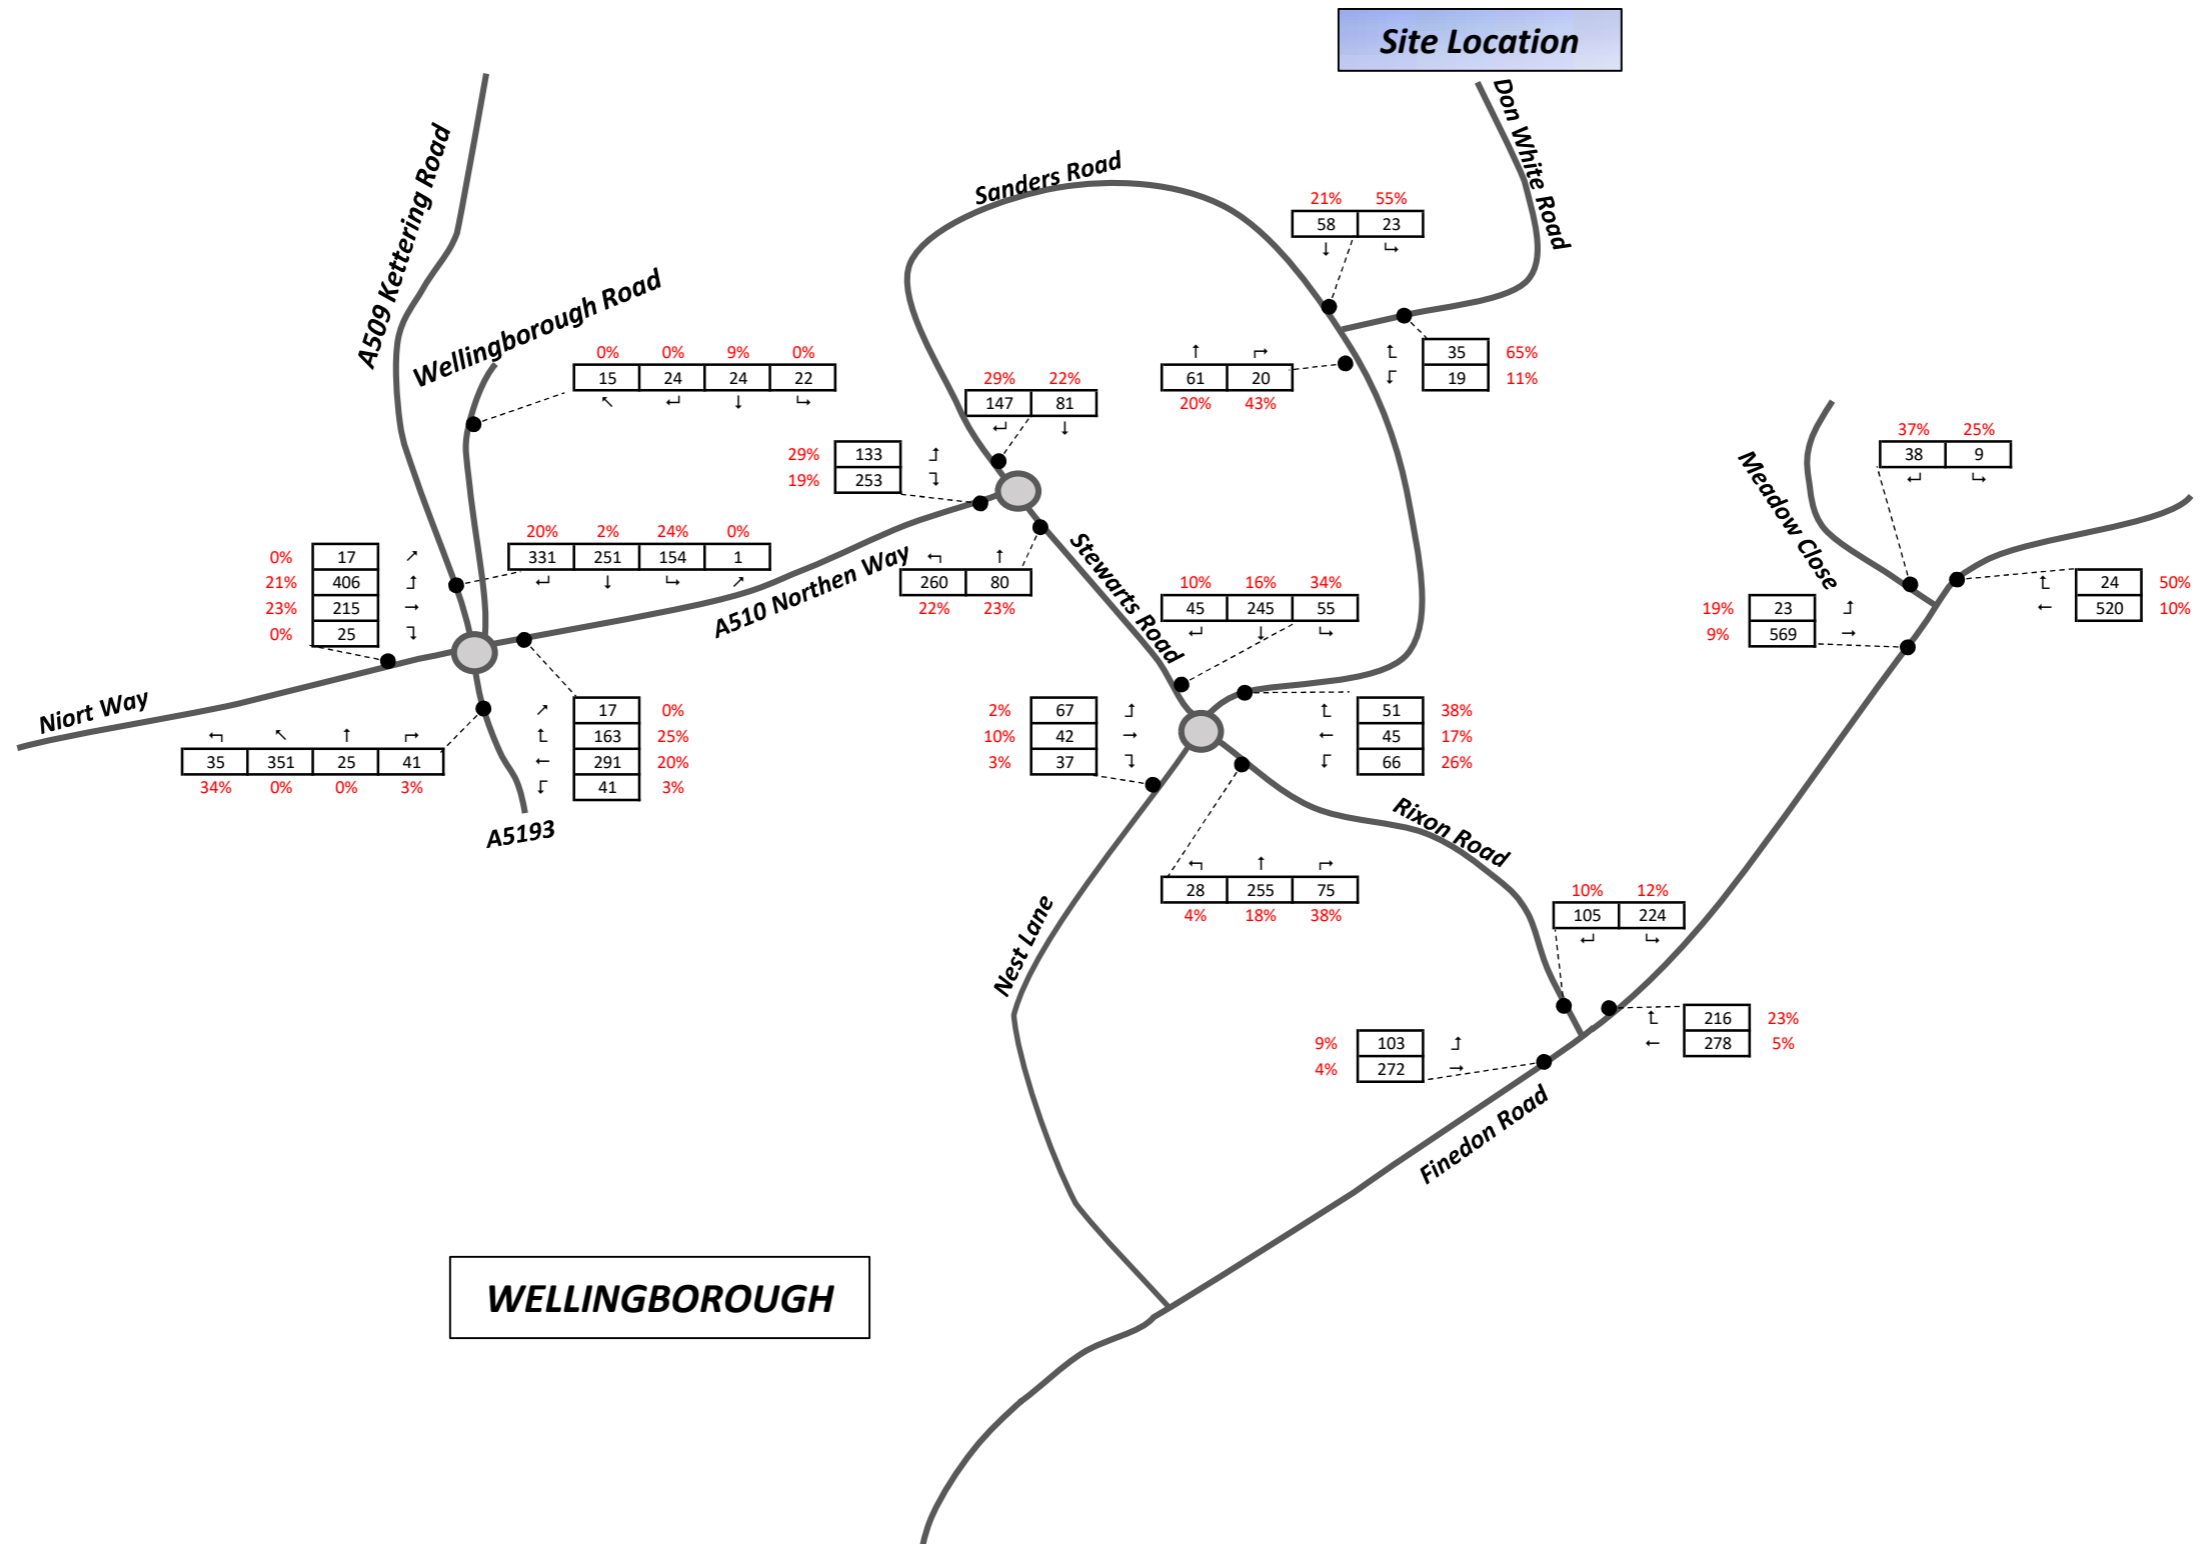 Site Location
Don White Road
Sanders Road
A509 Kettering Road
Wellingborough Road
21% 55%
58 23
↓ ↳
0% 0% 9% 0%
15 24 24 22
↖ ↵ ↓ ↳
↑ ↱
61 20
20% 43%
↰ 35 65%
↲ 19 11%
29% 22%
147 81
↵ ↓
29% 133 ⮥
19% 253 ↴
37% 25%
38 9
↵ ↳
Meadow Close
20% 2% 24% 0%
331 251 154 1
↵ ↓ ↳ ↗
0% 17 ↗
21% 406 ⮥
23% 215 →
0% 25 ↴
A510 Northen Way
↰ ↑
260 80
22% 23%
Stewarts Road
10% 16% 34%
45 245 55
↵ ↓ ↳
19% 23 ⮥
9% 569 →
↰ 24 50%
← 520 10%
Niort Way
↰ ↖ ↑ ↱
35 351 25 41
34% 0% 0% 3%
↗ 17 0%
↰ 163 25%
← 291 20%
↲ 41 3%
A5193
2% 67 ⮥
10% 42 →
3% 37 ↴
↰ 51 38%
← 45 17%
↲ 66 26%
Rixon Road
↰ ↑ ↱
28 255 75
4% 18% 38%
Nest Lane
10% 12%
105 224
↵ ↳
9% 103 ⮥
4% 272 →
↰ 216 23%
← 278 5%
Finedon Road
WELLINGBOROUGH